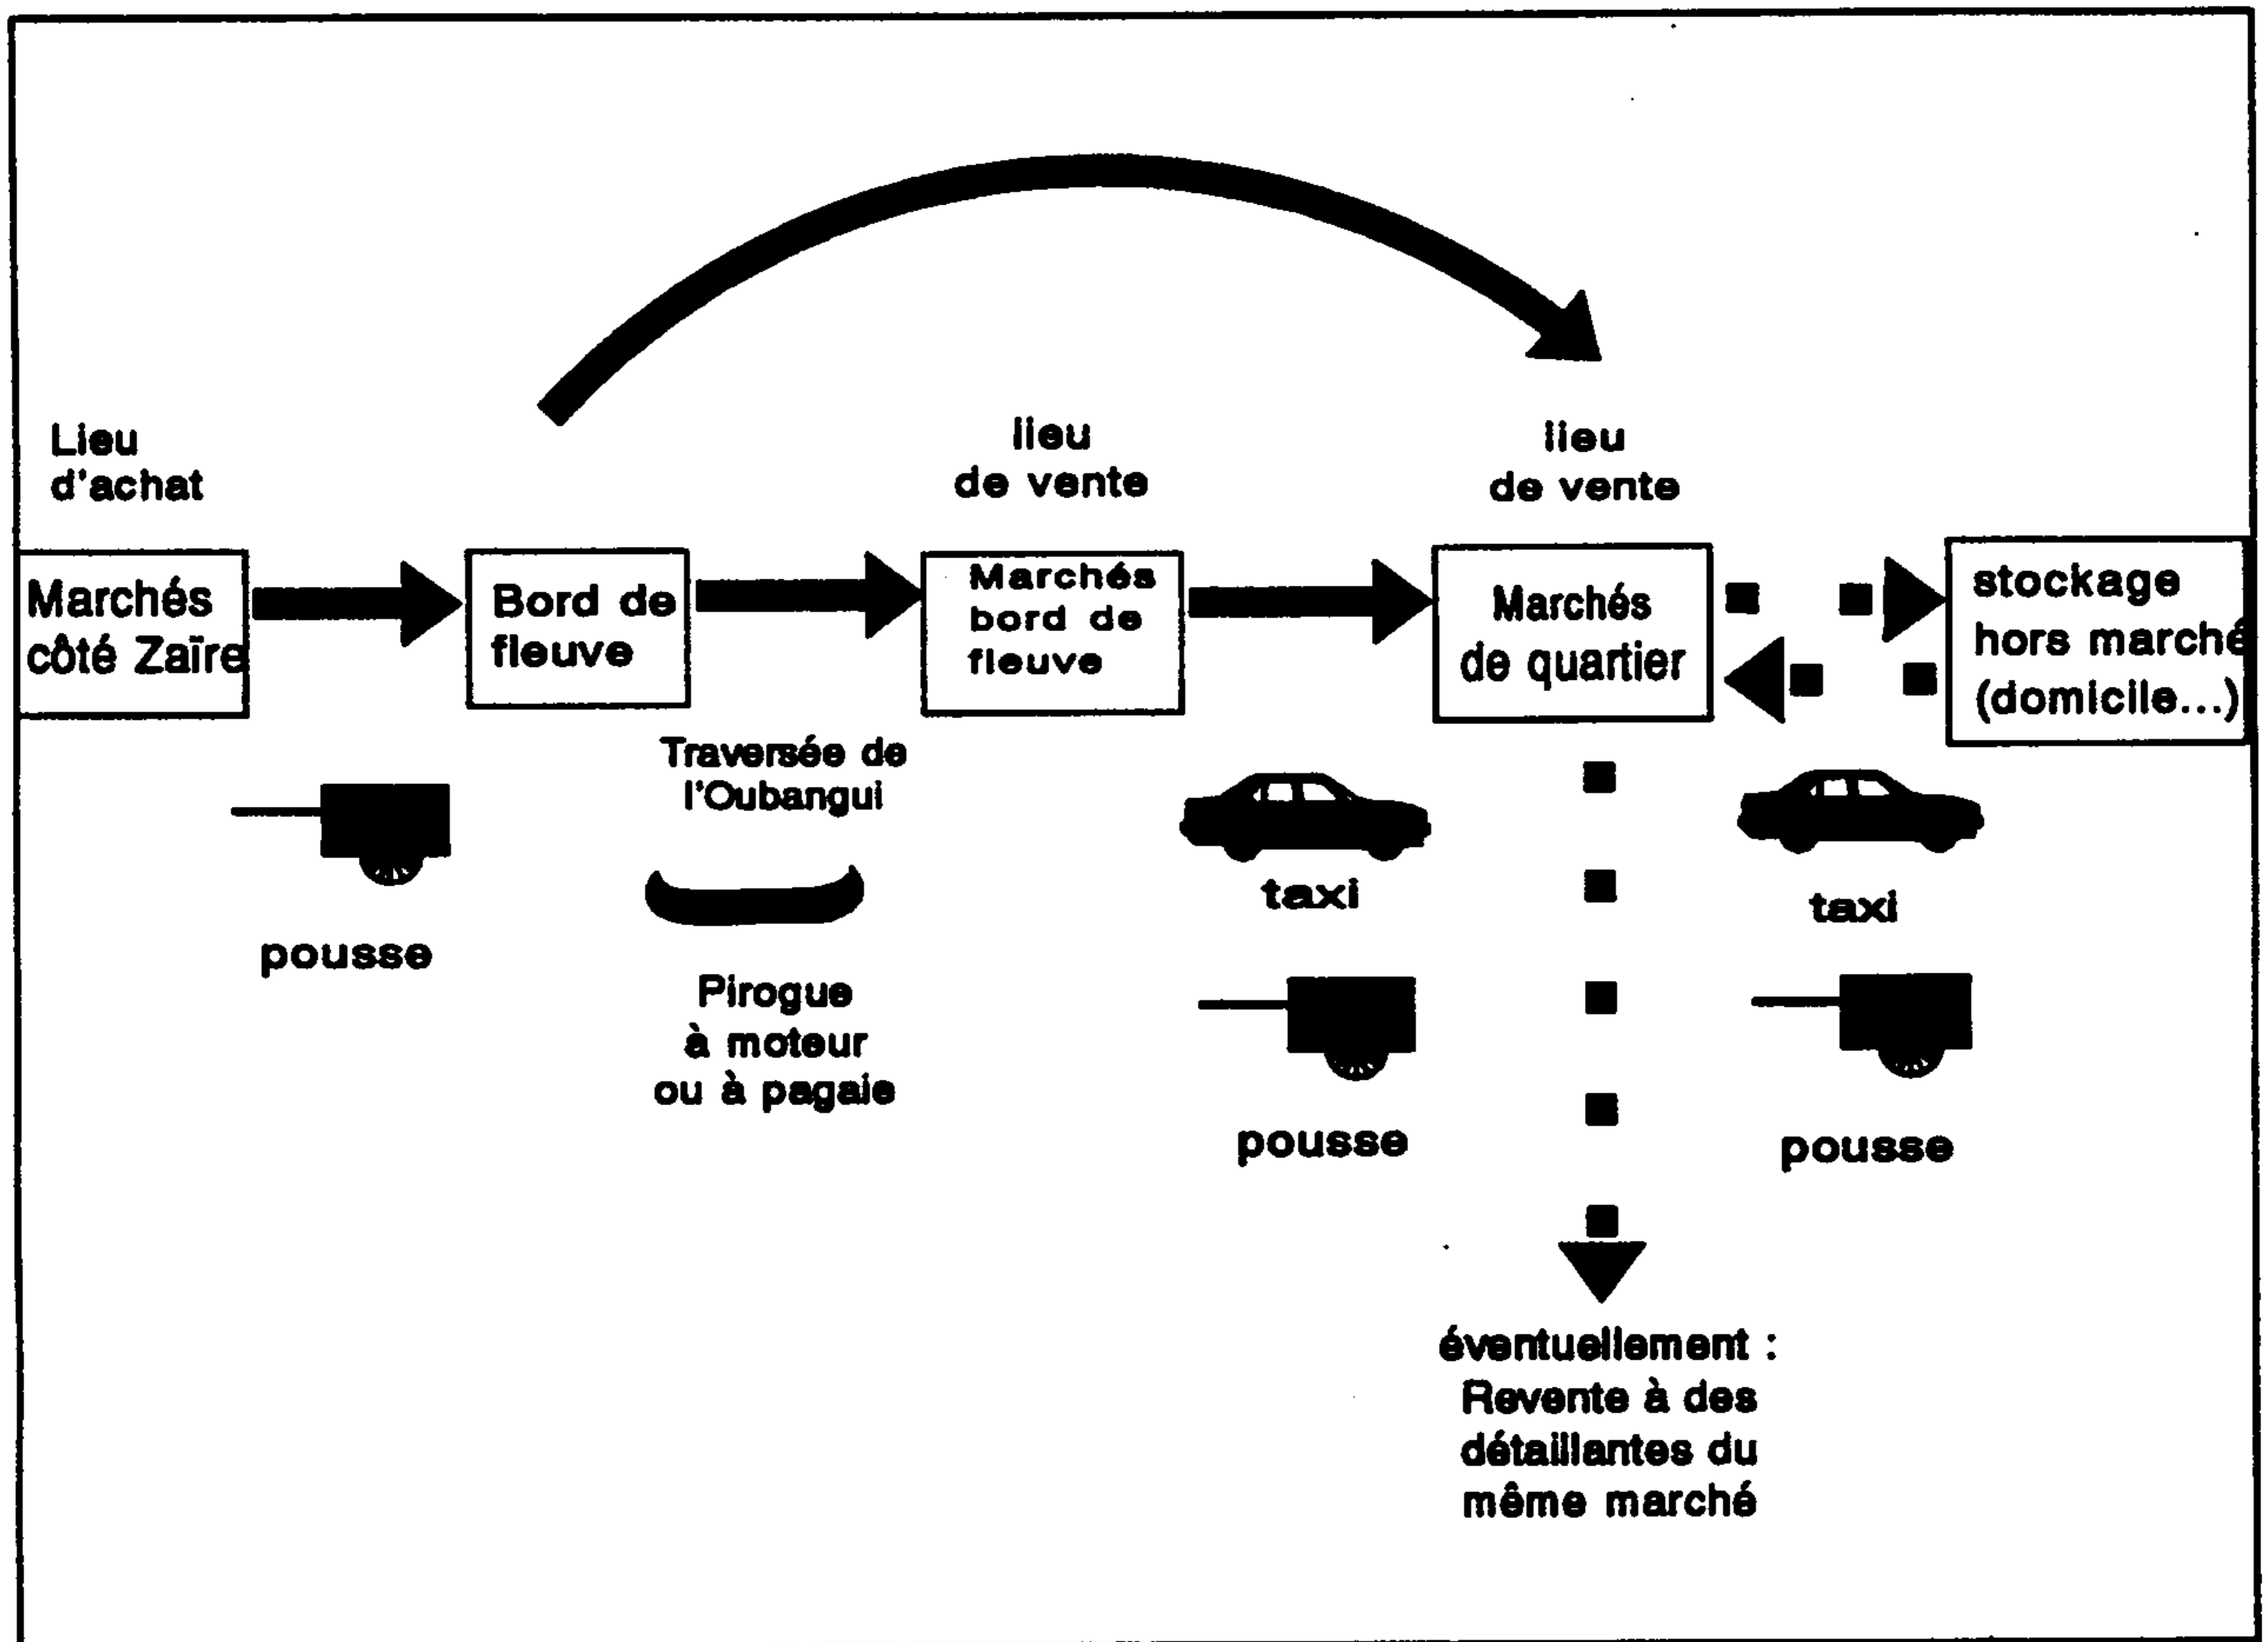 Lieu
d'achat
lieu
de vente
lieu
de vente
Marchés
côté Zaïre
Bord de
fleuve
Marchés
bord de
fleuve
Marchés
de quartier
stockage
hors marché
(domicile...)
Traversée de
l'Oubangui
pousse
Pirogue
à moteur
ou à pagaie
taxi
pousse
taxi
pousse
éventuellement :
Revente à des
détaillantes du
même marché